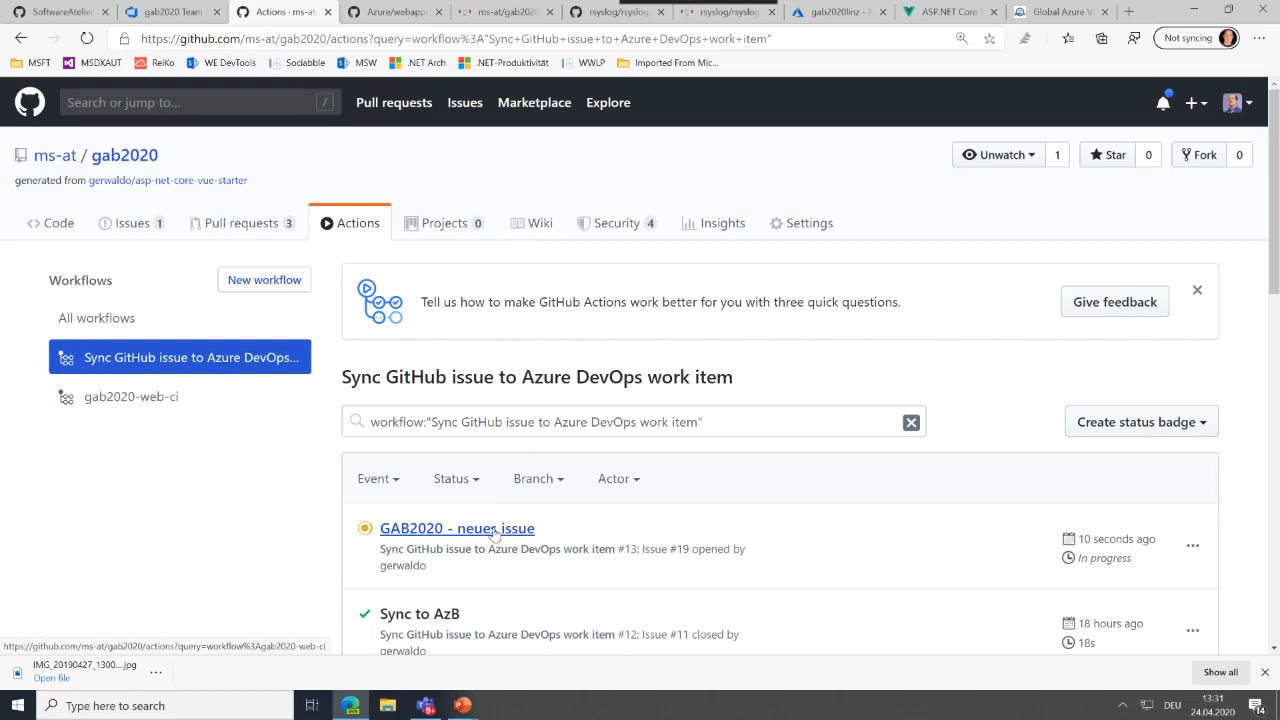 SoftwareAtelier
gab2020 Team
Actions · ms-at
Azure/webapp
ms-at/gab2020
rsyslog/rsyslog
rsyslog/rsyslog
gab2020linz - M
ASP.NET Core V
Global Azure Vi
https://github.com/ms-at/gab2020/actions?query=workflow%3A"Sync+GitHub+issue+to+Azure+DevOps+work+item"
Not syncing
MSFT
MSDXAUT
ReiKo
WE DevTools
Sociabble
MSW
.NET Arch
.NET-Produktivität
WWLP
Imported From Mic...
Search or jump to...
/
Pull requests
Issues
Marketplace
Explore
ms-at / gab2020
Unwatch 1
Star 0
Fork 0
generated from gerwaldo/asp-net-core-vue-starter
Code
Issues 1
Pull requests 3
Actions
Projects 0
Wiki
Security 4
Insights
Settings
Workflows
New workflow
All workflows
Sync GitHub issue to Azure DevOps...
gab2020-web-ci
Tell us how to make GitHub Actions work better for you with three quick questions.
Give feedback
Sync GitHub issue to Azure DevOps work item
workflow:"Sync GitHub issue to Azure DevOps work item"
Create status badge
Event
Status
Branch
Actor
GAB2020 - neues issue
Sync GitHub issue to Azure DevOps work item #13: Issue #19 opened by
gerwaldo
10 seconds ago
In progress
Sync to AzB
Sync GitHub issue to Azure DevOps work item #12: Issue #11 closed by
gerwaldo
18 hours ago
18s
https://github.com/ms-at/gab2020/actions?query=workflow%3Agab2020-web-ci
IMG_20190427_1300....jpg
Open file
Show all
Type here to search
DEU
13:31
24.04.2020
14